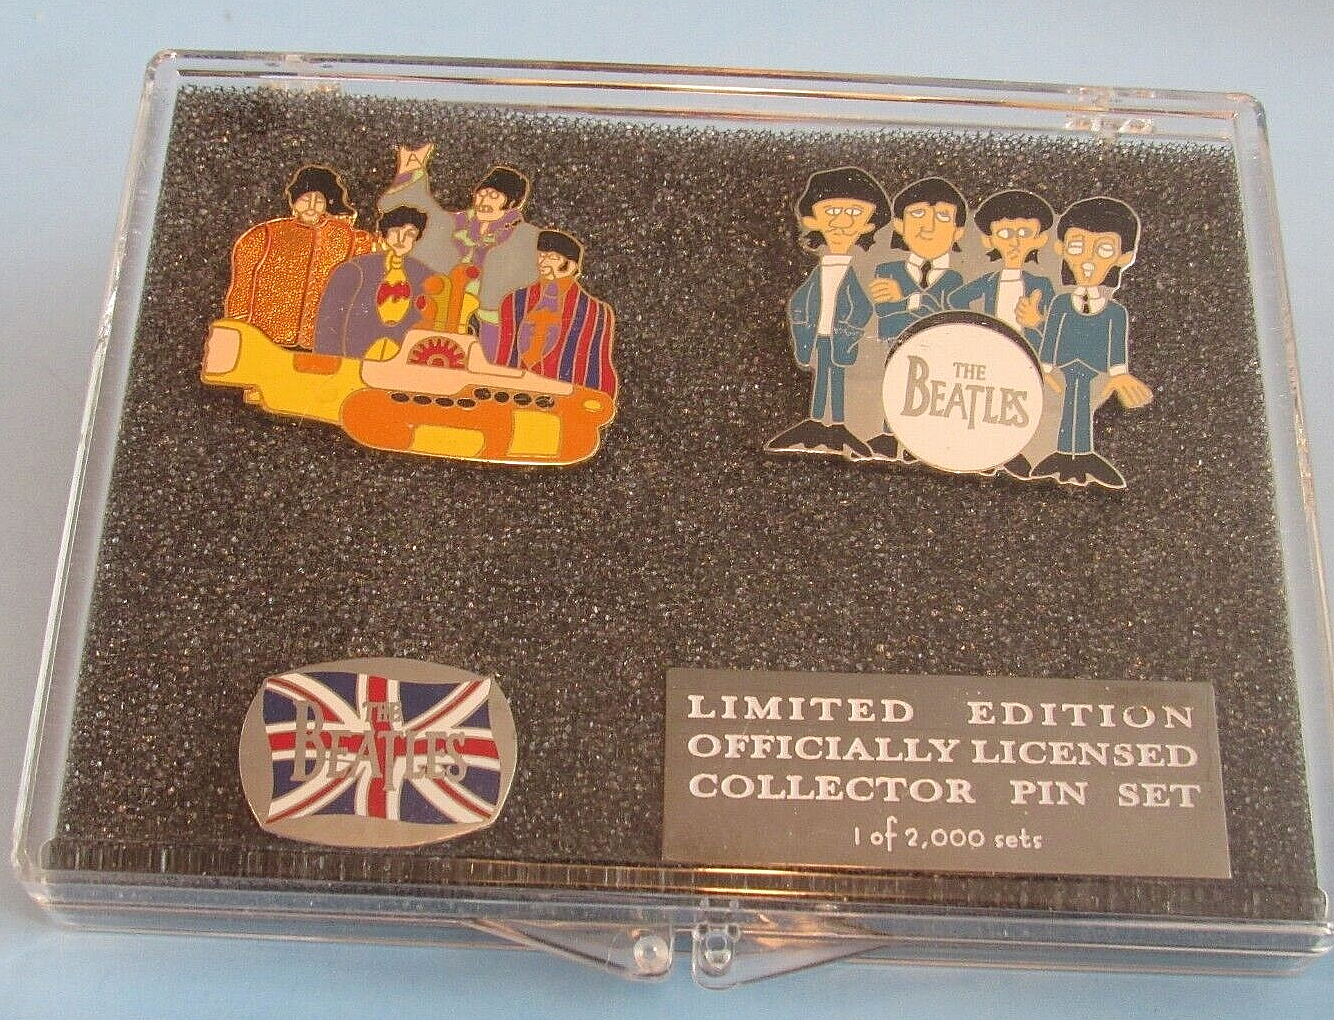 A
THE
BEATLES
THE
BEATLES
LIMITED EDITION
OFFICIALLY LICENSED
COLLECTOR PIN SET
1 of 2,000 sets